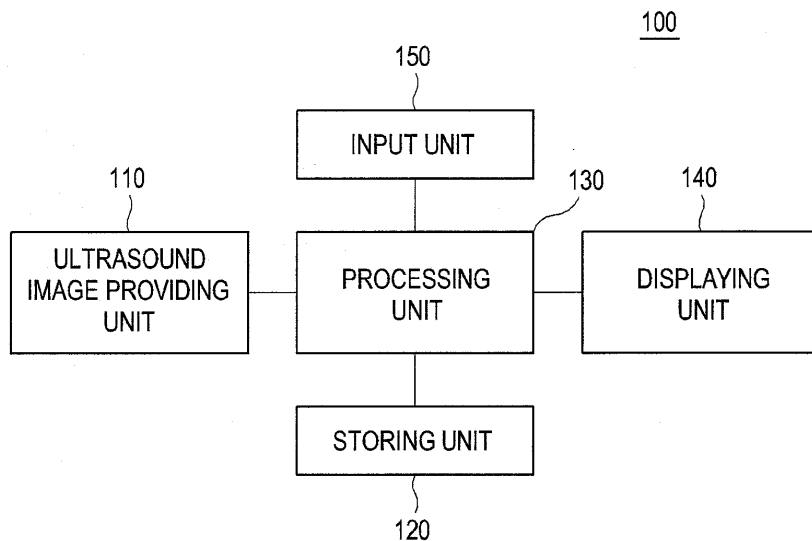 100
150
INPUT UNIT
110
130
140
ULTRASOUND
IMAGE PROVIDING
UNIT
PROCESSING
UNIT
DISPLAYING
UNIT
STORING UNIT
120